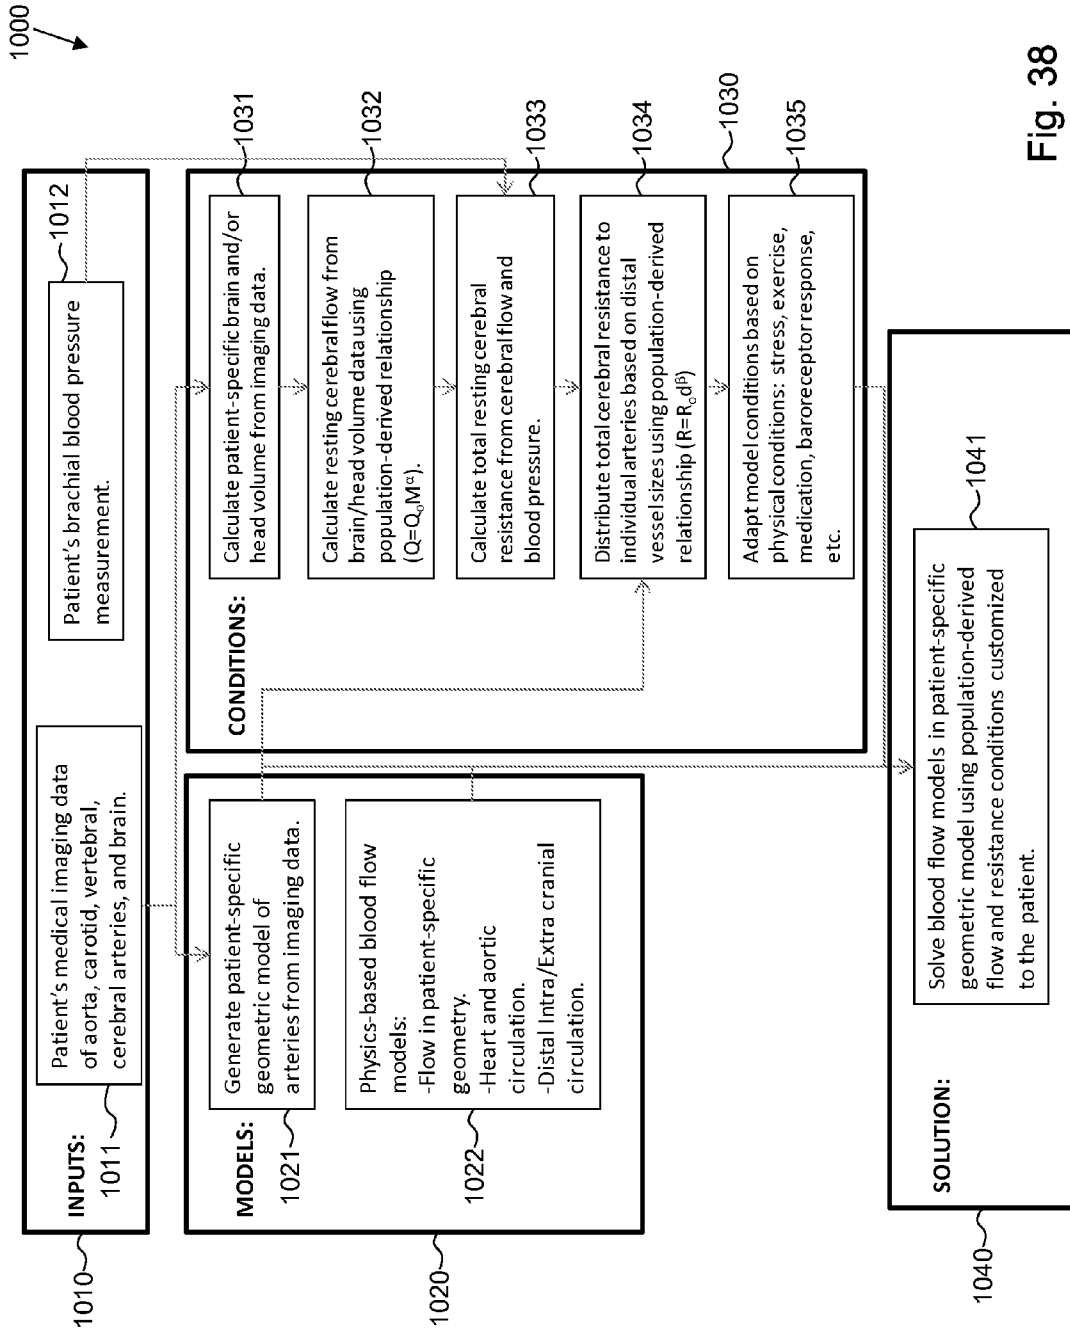 1000
INPUTS:
1010
Patient's medical imaging data
of aorta, carotid, vertebral,
cerebral arteries, and brain.
1011
Patient's brachial blood pressure
measurement.
1012
MODELS:
1020
Generate patient-specific
geometric model of
arteries from imaging data.
1021
Physics-based blood flow
models:
-Flow in patient-specific
geometry.
-Heart and aortic
circulation.
-Distal Intra/Extra cranial
circulation.
1022
CONDITIONS:
Calculate patient-specific brain and/or
head volume from imaging data.
1031
Calculate resting cerebral flow from
brain/head volume data using
population-derived relationship
(Q=QₒMᵅ).
1032
Calculate total resting cerebral
resistance from cerebral flow and
blood pressure.
1033
Distribute total cerebral resistance to
individual arteries based on distal
vessel sizes using population-derived
relationship (R=Rₒdᵝ)
1034
1030
Adapt model conditions based on
physical conditions: stress, exercise,
medication, baroreceptor response,
etc.
1035
SOLUTION:
1040
Solve blood flow models in patient-specific
geometric model using population-derived
flow and resistance conditions customized
to the patient.
1041
Fig. 38